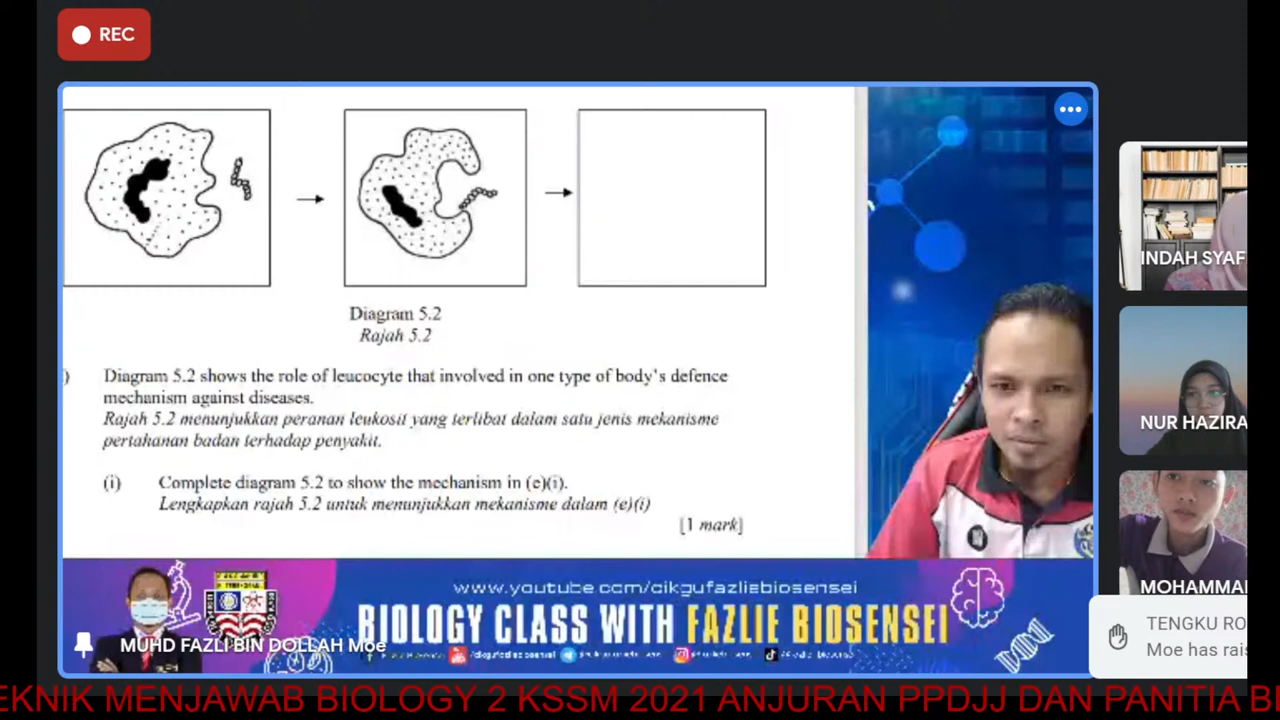 REC
INDAH SYAF
Diagram 5.2
Rajah 5.2
) Diagram 5.2 shows the role of leucocyte that involved in one type of body's defence
mechanism against diseases.
Rajah 5.2 menunjukkan peranan leukosit yang terlibat dalam satu jenis mekanisme
pertahanan badan terhadap penyakit.
NUR HAZIRA
(i) Complete diagram 5.2 to show the mechanism in (e)(i).
Lengkapkan rajah 5.2 untuk menunjukkan mekanisme dalam (e)(i)
[1 mark]
MOHAMMA
www.youtube.com/cikgufazliebiosensei
BIOLOGY CLASS WITH FAZLIE BIOSENSEI
MUHD FAZLI BIN DOLLAH Moe
TENGKU RO
Moe has rais
EKNIK MENJAWAB BIOLOGY 2 KSSM 2021 ANJURAN PPDJJ DAN PANITIA B